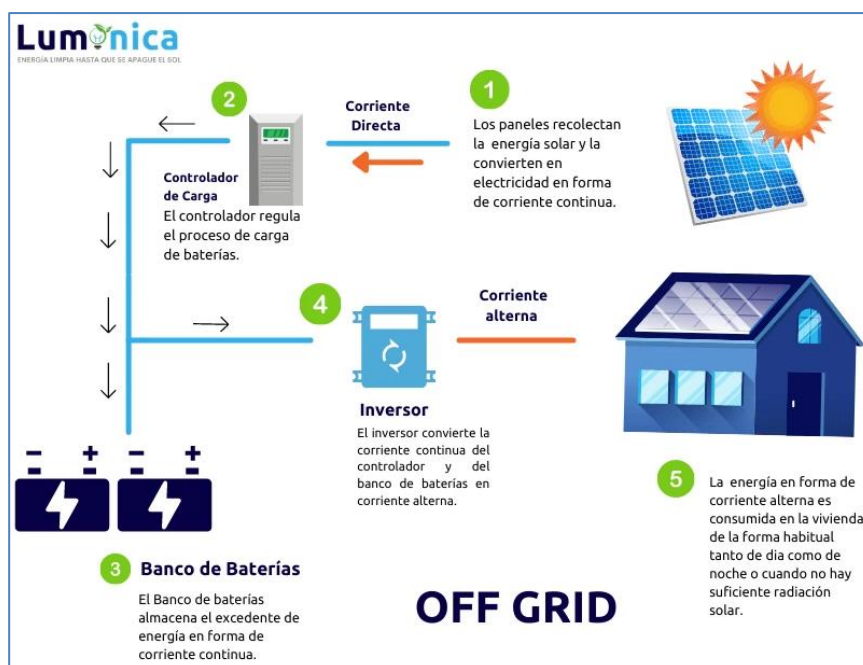 Lumonica
ENERGÍA LIMPIA HASTA QUE SE APAGUE EL SOL
1
Los paneles recolectan
la energía solar y la
convierten en
electricidad en forma
de corriente continua.
Corriente
Directa
2
Controlador
de Carga
El controlador regula
el proceso de carga
de baterías.
- + - +
3 Banco de Baterías
El Banco de baterías
almacena el excedente de
energía en forma de
corriente continua.
4
Inversor
El inversor convierte la
corriente continua del
controlador y del
banco de baterías en
corriente alterna.
Corriente
alterna
5
La energía en forma de
corriente alterna es
consumida en la vivienda
de la forma habitual
tanto de dia como de
noche o cuando no hay
suficiente radiación
solar.
OFF GRID